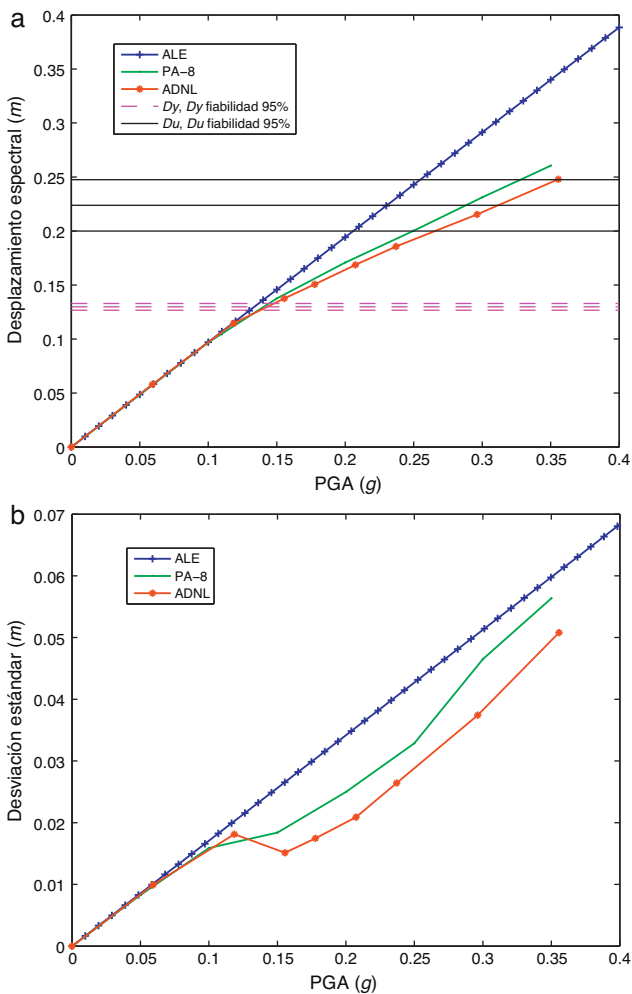 a
0.4
0.35
0.3
0.25
0.2
0.15
0.1
0.05
0
Desplazamiento espectral (m)
ALE
PA-8
ADNL
Dy, Dy fiabilidad 95%
Du, Du fiabilidad 95%
0 0.05 0.1 0.15 0.2 0.25 0.3 0.35 0.4
PGA (g)
b
0.07
0.06
0.05
0.04
0.03
0.02
0.01
0
Desviación estándar (m)
ALE
PA-8
ADNL
0 0.05 0.1 0.15 0.2 0.25 0.3 0.35 0.4
PGA (g)